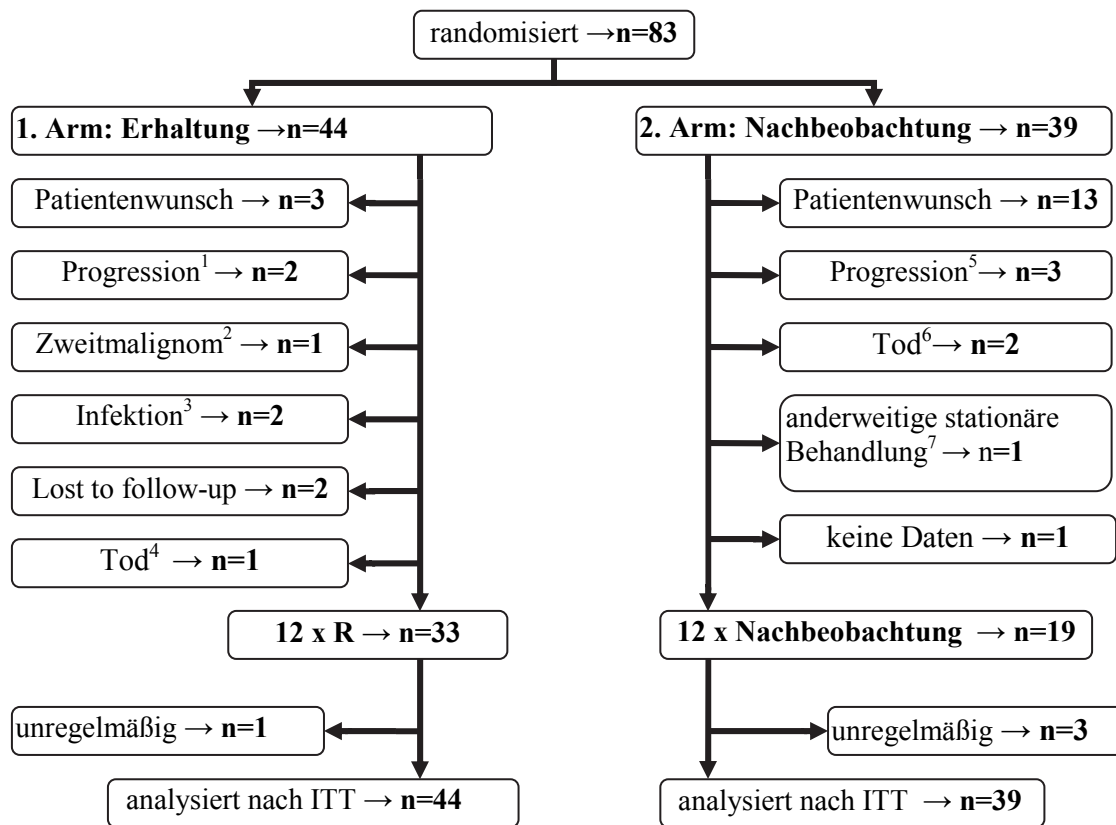 randomisiert →n=83
1. Arm: Erhaltung →n=44
Patientenwunsch → n=3
Progression¹ → n=2
Zweitmalignom² → n=1
Infektion³ → n=2
Lost to follow-up → n=2
Tod⁴ → n=1
12 x R → n=33
unregelmäßig → n=1
analysiert nach ITT → n=44
2. Arm: Nachbeobachtung → n=39
Patientenwunsch → n=13
Progression⁵→ n=3
Tod⁶→ n=2
anderweitige stationäre
Behandlung⁷ → n=1
keine Daten → n=1
12 x Nachbeobachtung → n=19
unregelmäßig → n=3
analysiert nach ITT → n=39